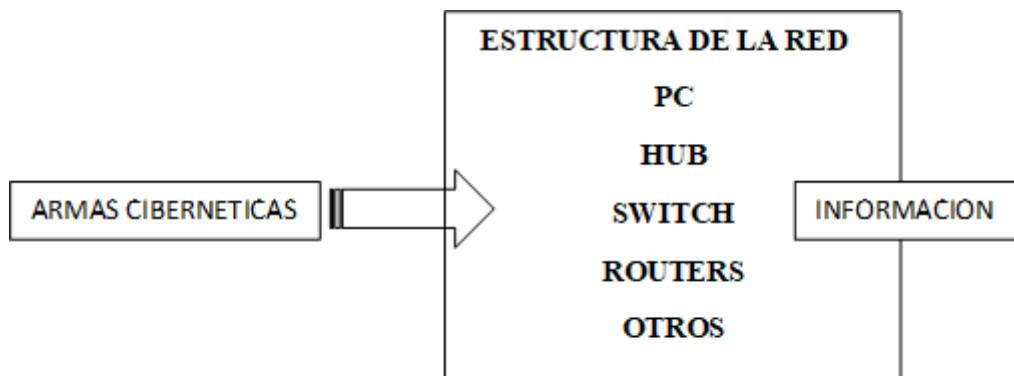 ESTRUCTURA DE LA RED
PC
HUB
ARMAS CIBERNETICAS
SWITCH
INFORMACION
ROUTERS
OTROS